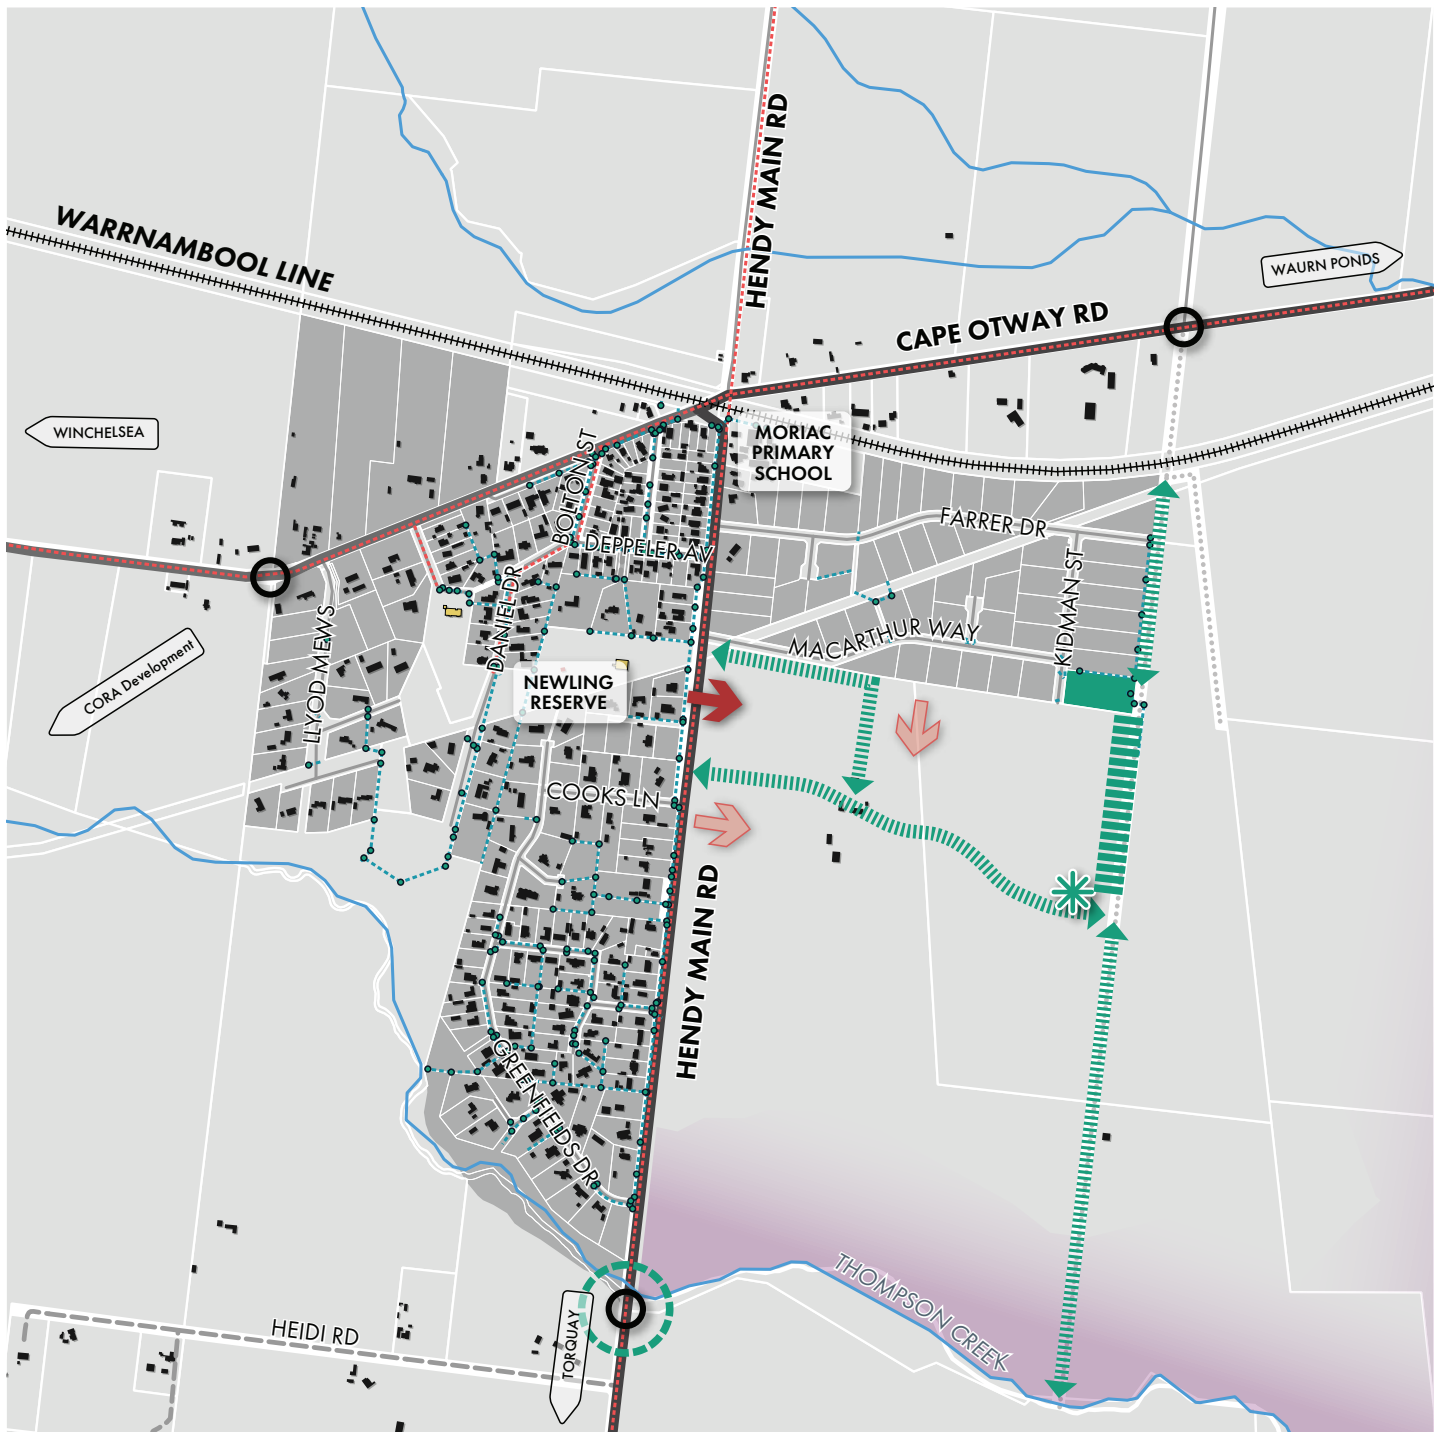 HENDY MAIN RD
WARRNAMBOOL LINE
WAURN PONDS
CAPE OTWAY RD
WINCHELSEA
MORIAC
PRIMARY
SCHOOL
BOLTON ST
FARRER DR
DEPPELER AV
KIDMAN ST
DANIEL DR
LLYOD MEWS
MACARTHUR WAY
CORA Development
NEWLING
RESERVE
COOKS LN
HENDY MAIN RD
GREENFIELDS DR
THOMPSON CREEK
HEIDI RD
TORQUAY